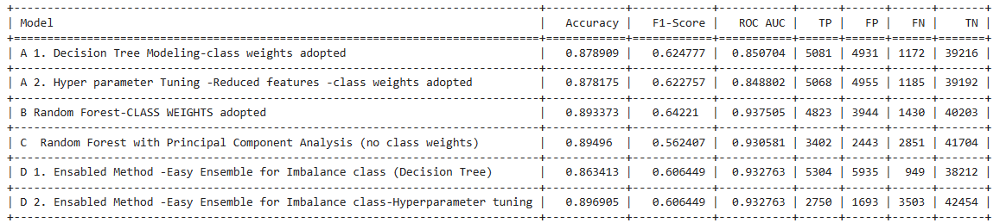 | Model | Accuracy | F1-Score | ROC AUC | TP | FP | FN | TN |
| A 1. Decision Tree Modeling-class weights adopted | 0.878909 | 0.624777 | 0.850704 | 5081 | 4931 | 1172 | 39216 |
| A 2. Hyper parameter Tuning -Reduced features -class weights adopted | 0.878175 | 0.622757 | 0.848802 | 5068 | 4955 | 1185 | 39192 |
| B Random Forest-CLASS WEIGHTS adopted | 0.893373 | 0.64221 | 0.937505 | 4823 | 3944 | 1430 | 40203 |
| C  Random Forest with Principal Component Analysis (no class weights) | 0.89496 | 0.562407 | 0.930581 | 3402 | 2443 | 2851 | 41704 |
| D 1. Ensabled Method -Easy Ensemble for Imbalance class (Decision Tree) | 0.863413 | 0.606449 | 0.932763 | 5304 | 5935 | 949 | 38212 |
| D 2. Ensabled Method -Easy Ensemble for Imbalance class-Hyperparameter tuning | 0.896905 | 0.606449 | 0.932763 | 2750 | 1693 | 3503 | 42454 |